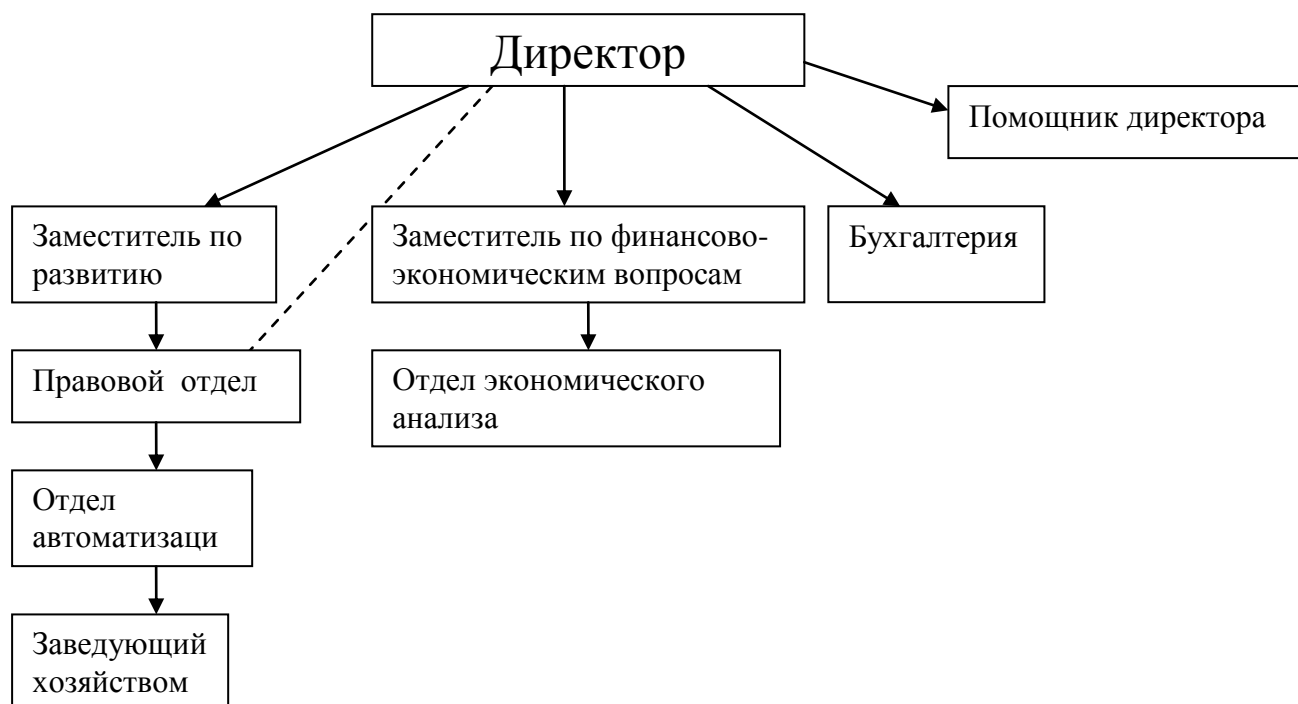 Директор
Помощник директора
Заместитель по
развитию
Заместитель по финансово-
экономическим вопросам
Бухгалтерия
Правовой отдел
Отдел экономического
анализа
Отдел
автоматизаци
Заведующий
хозяйством